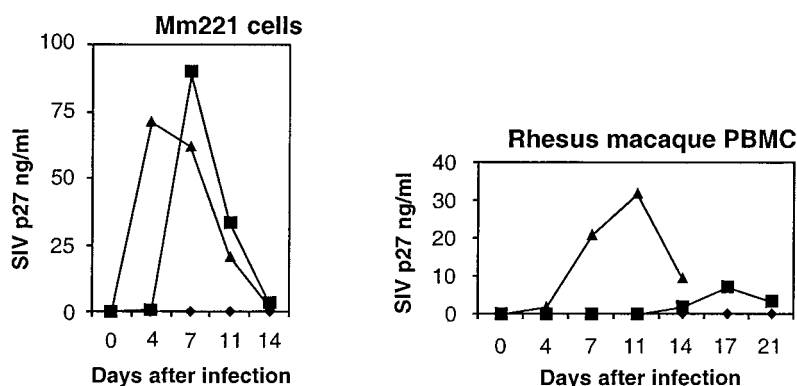 Mm221 cells
100
75
50
25
0
SIV p27 ng/ml
0 4 7 11 14
Days after infection
Rhesus macaque PBMC
40
30
20
10
0
SIV p27 ng/ml
0 4 7 11 14 17 21
Days after infection